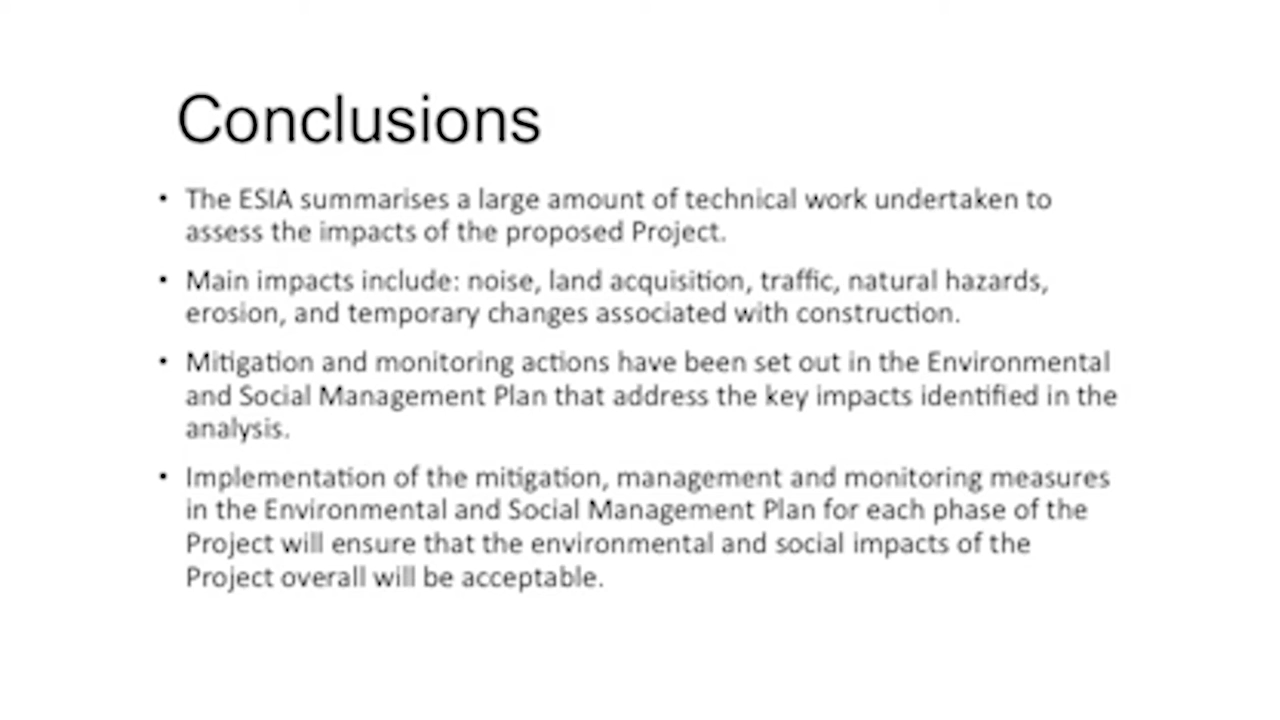 Conclusions
• The ESIA summarises a large amount of technical work undertaken to
assess the impacts of the proposed Project.
• Main impacts include: noise, land acquisition, traffic, natural hazards,
erosion, and temporary changes associated with construction.
• Mitigation and monitoring actions have been set out in the Environmental
and Social Management Plan that address the key impacts identified in the
analysis.
• Implementation of the mitigation, management and monitoring measures
in the Environmental and Social Management Plan for each phase of the
Project will ensure that the environmental and social impacts of the
Project overall will be acceptable.